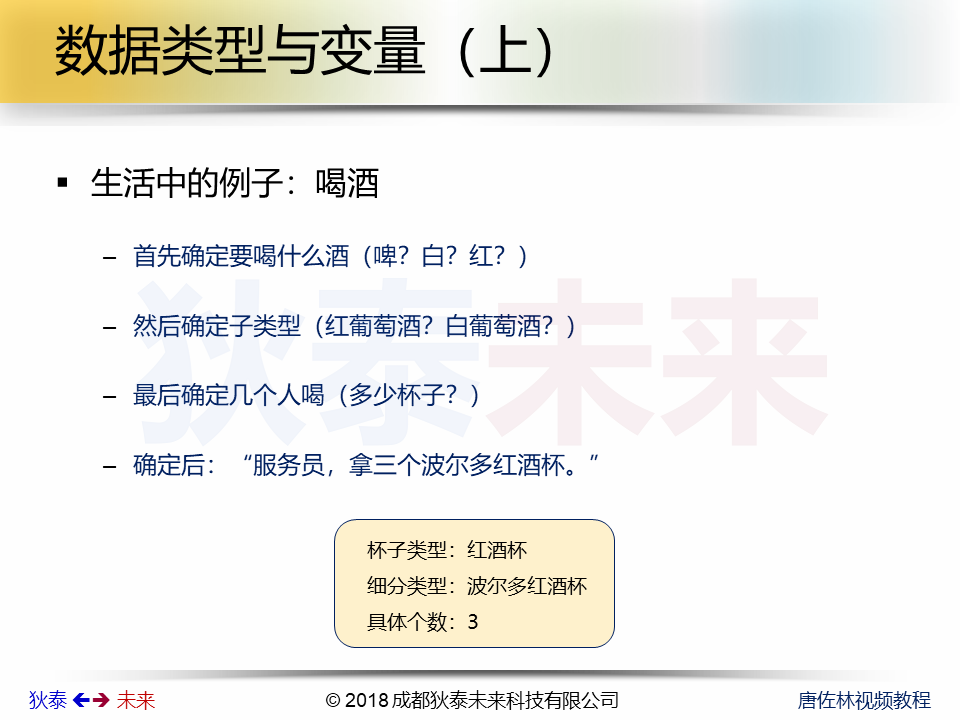 数据类型与变量（上）
▪ 生活中的例子：喝酒
– 首先确定要喝什么酒（啤？白？红？）
– 然后确定子类型（红葡萄酒？白葡萄酒？）
– 最后确定几个人喝（多少杯子？）
– 确定后：“服务员，拿三个波尔多红酒杯。”
狄泰未来
杯子类型：红酒杯
细分类型：波尔多红酒杯
具体个数：3
狄泰 未来 © 2018 成都狄泰未来科技有限公司 唐佐林视频教程